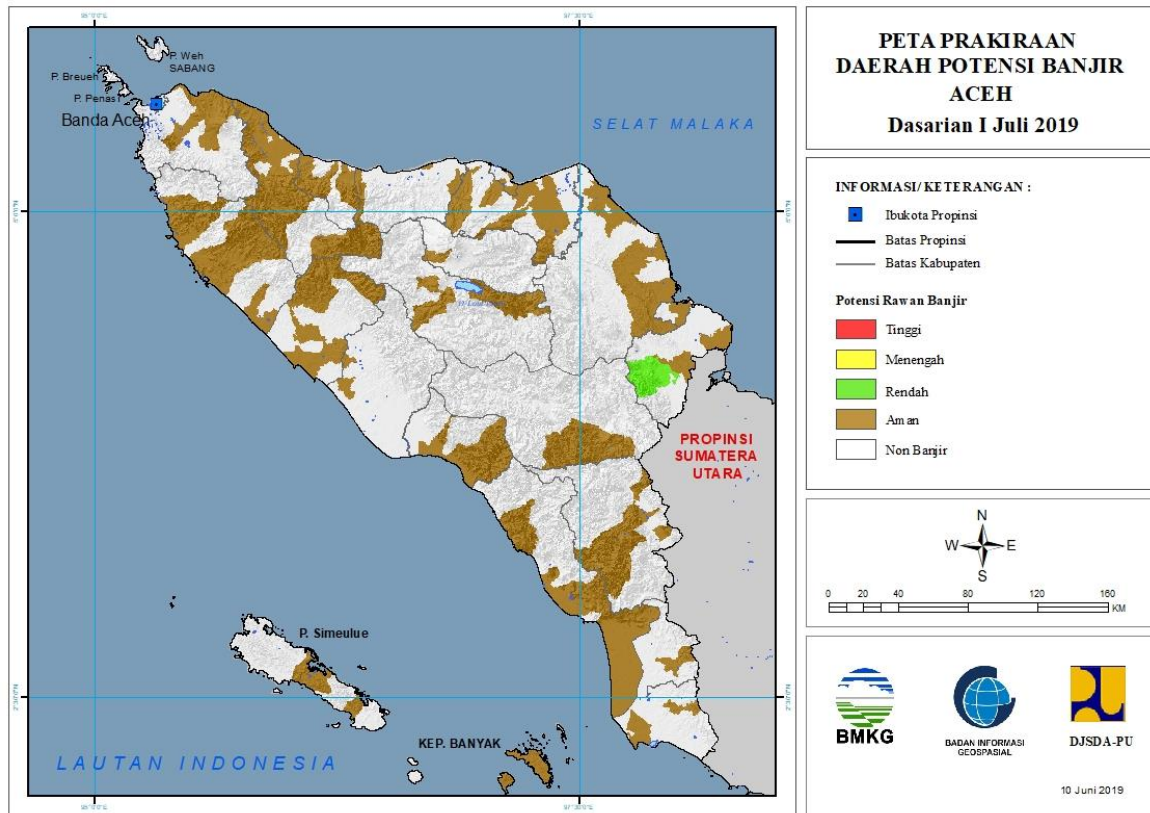 P. Weh
SABANG
P. Breueh
P. Penasi
Banda Aceh
SELAT MALAKA
PROPINSI
SUMATERA
UTARA
P. Simeulue
KEP. BANYAK
LAUTAN INDONESIA
PETA PRAKIRAAN
DAERAH POTENSI BANJIR
ACEH
Dasarian I Juli 2019
INFORMASI/ KETERANGAN :
Ibukota Propinsi
Batas Propinsi
Batas Kabupaten
Potensi Rawan Banjir
Tinggi
Menengah
Rendah
Aman
Non Banjir
N
W E
S
0 20 40 80 120 160
KM
BMKG
BADAN INFORMASI
GEOSPASIAL
DJSDA-PU
10 Juni 2019